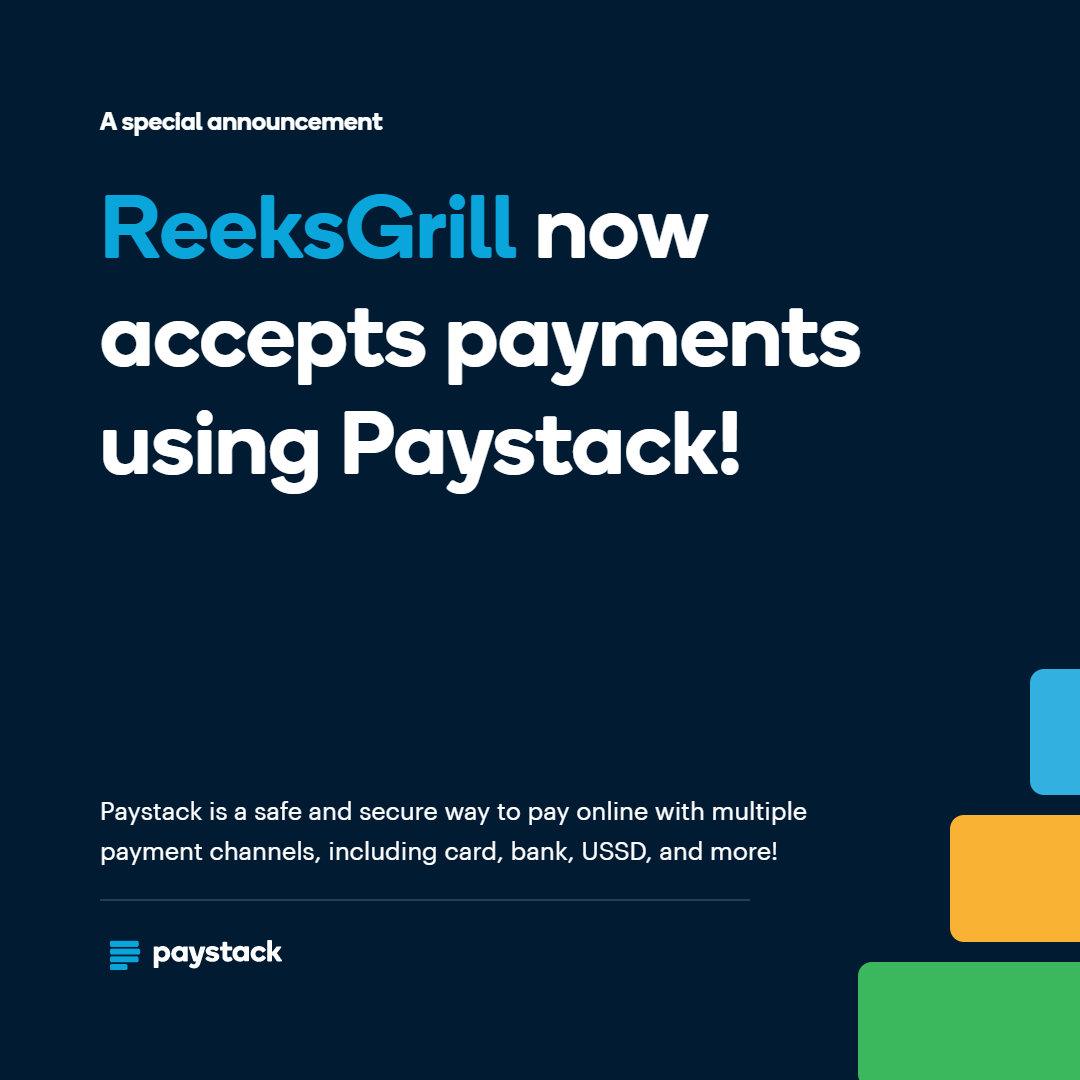 A special announcement
ReeksGrill now
accepts payments
using Paystack!
Paystack is a safe and secure way to pay online with multiple
payment channels, including card, bank, USSD, and more!
paystack